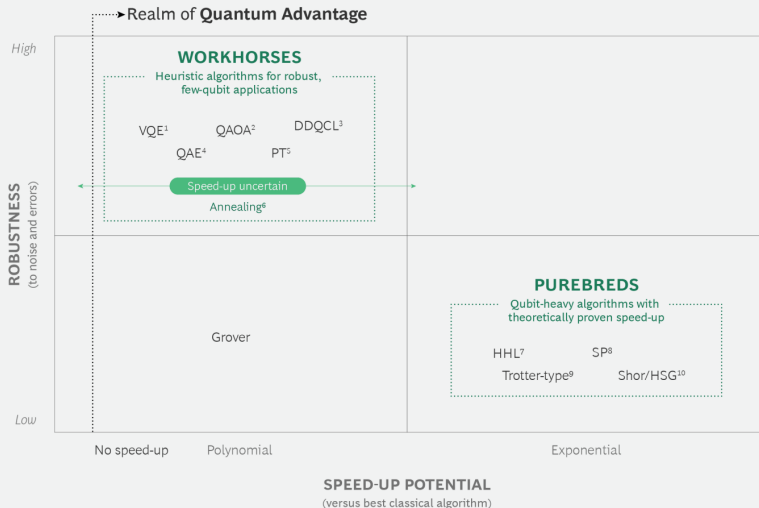 Realm of Quantum Advantage
High
WORKHORSES
Heuristic algorithms for robust,
few-qubit applications
VQE¹ QAOA² DDQCL³
QAE⁴ PT⁵
Speed-up uncertain
Annealing⁶
ROBUSTNESS
(to noise and errors)
PUREBREDS
Qubit-heavy algorithms with
theoretically proven speed-up
Grover
HHL⁷ SP⁸
Trotter-type⁹ Shor/HSG¹⁰
Low
No speed-up Polynomial Exponential
SPEED-UP POTENTIAL
(versus best classical algorithm)